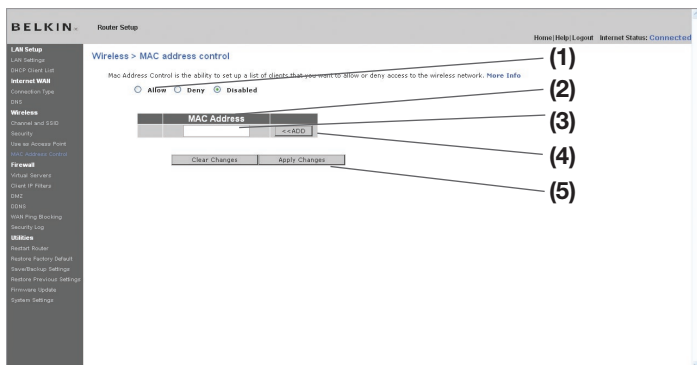 BELKIN
Router Setup
Home|Help|Logout Internet Status: Connected
LAN Setup
LAN Settings
DHCP Client List
Internet WAN
Connection Type
DNS
Wireless
Channel and SSID
Security
Use as Access Point
MAC Address Control
Firewall
Virtual Servers
Client IP Filters
DMZ
DDNS
WAN Ping Blocking
Security Log
Utilities
Restart Router
Restore Factory Default
Save/Backup Settings
Restore Previous Settings
Firmware Update
System Settings
Wireless > MAC address control
Mac Address Control is the ability to set up a list of clients that you want to allow or deny access to the wireless network. More Info
Allow Deny Disabled
MAC Address
<<ADD
Clear Changes Apply Changes
(1)
(2)
(3)
(4)
(5)